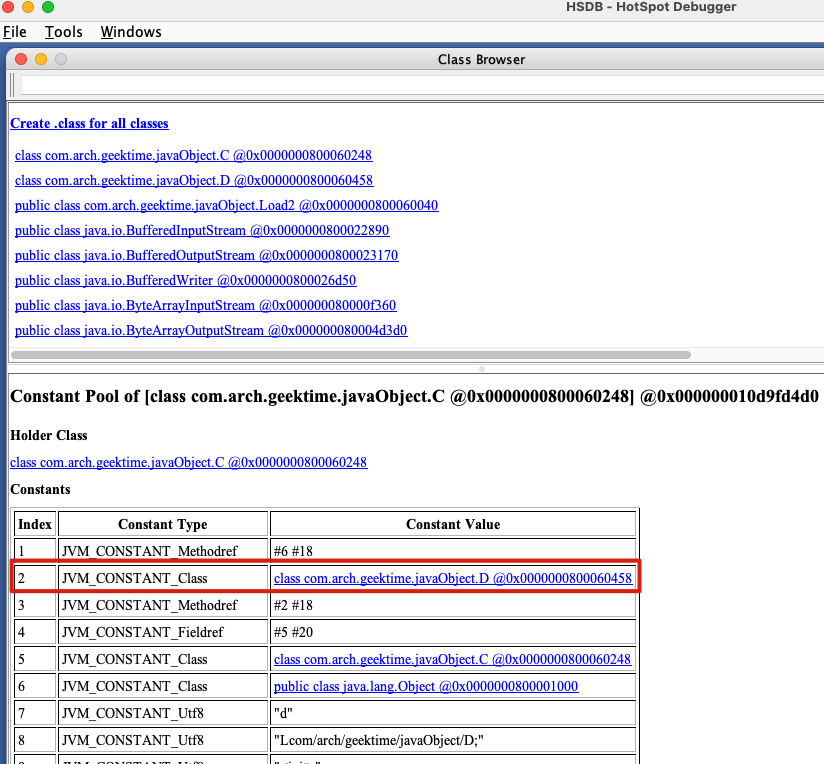 HSDB - HotSpot Debugger
File Tools Windows
Class Browser
Create .class for all classes
class com.arch.geektime.javaObject.C @0x0000000800060248
class com.arch.geektime.javaObject.D @0x0000000800060458
public class com.arch.geektime.javaObject.Load2 @0x0000000800060040
public class java.io.BufferedInputStream @0x0000000800022890
public class java.io.BufferedOutputStream @0x0000000800023170
public class java.io.BufferedWriter @0x0000000800026d50
public class java.io.ByteArrayInputStream @0x000000080000f360
public class java.io.ByteArrayOutputStream @0x000000080004d3d0
Constant Pool of [class com.arch.geektime.javaObject.C @0x0000000800060248] @0x000000010d9fd4d0
Holder Class
class com.arch.geektime.javaObject.C @0x0000000800060248
Constants
Index Constant Type Constant Value
1 JVM_CONSTANT_Methodref #6 #18
2 JVM_CONSTANT_Class class com.arch.geektime.javaObject.D @0x0000000800060458
3 JVM_CONSTANT_Methodref #2 #18
4 JVM_CONSTANT_Fieldref #5 #20
5 JVM_CONSTANT_Class class com.arch.geektime.javaObject.C @0x0000000800060248
6 JVM_CONSTANT_Class public class java.lang.Object @0x0000000800001000
7 JVM_CONSTANT_Utf8 "d"
8 JVM_CONSTANT_Utf8 "Lcom/arch/geektime/javaObject/D;"